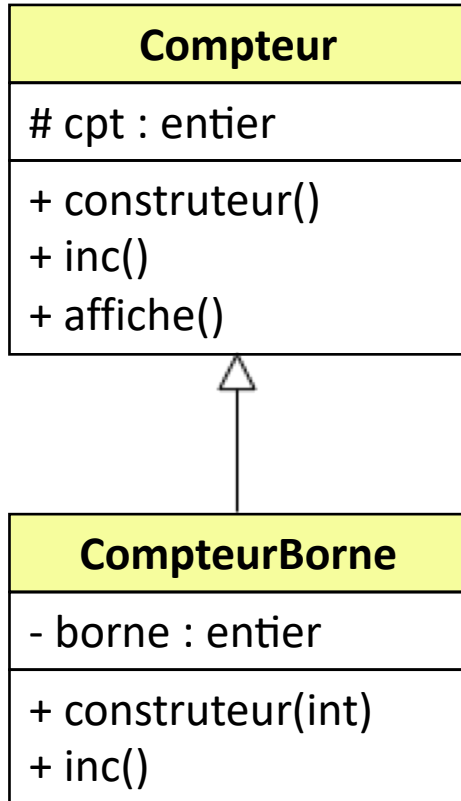 Compteur
# cpt : entier
+ construteur()
+ inc()
+ affiche()
CompteurBorne
- borne : entier
+ construteur(int)
+ inc()